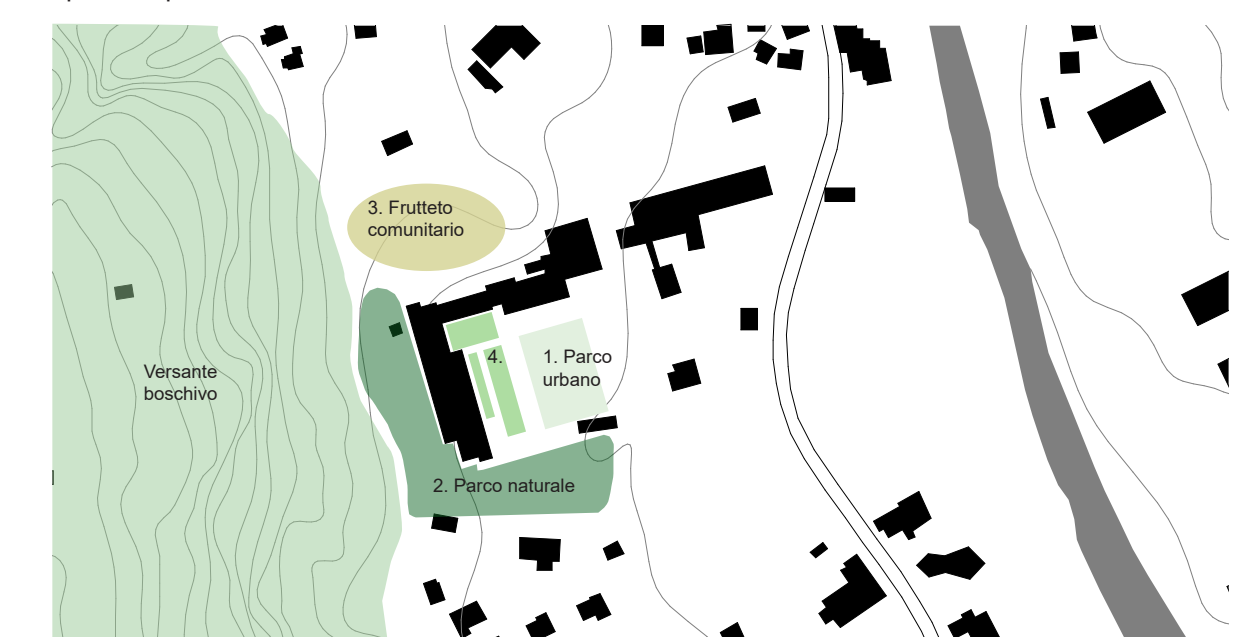 3. Frutteto
comunitario
4.
1. Parco
urbano
Versante
boschivo
2. Parco naturale